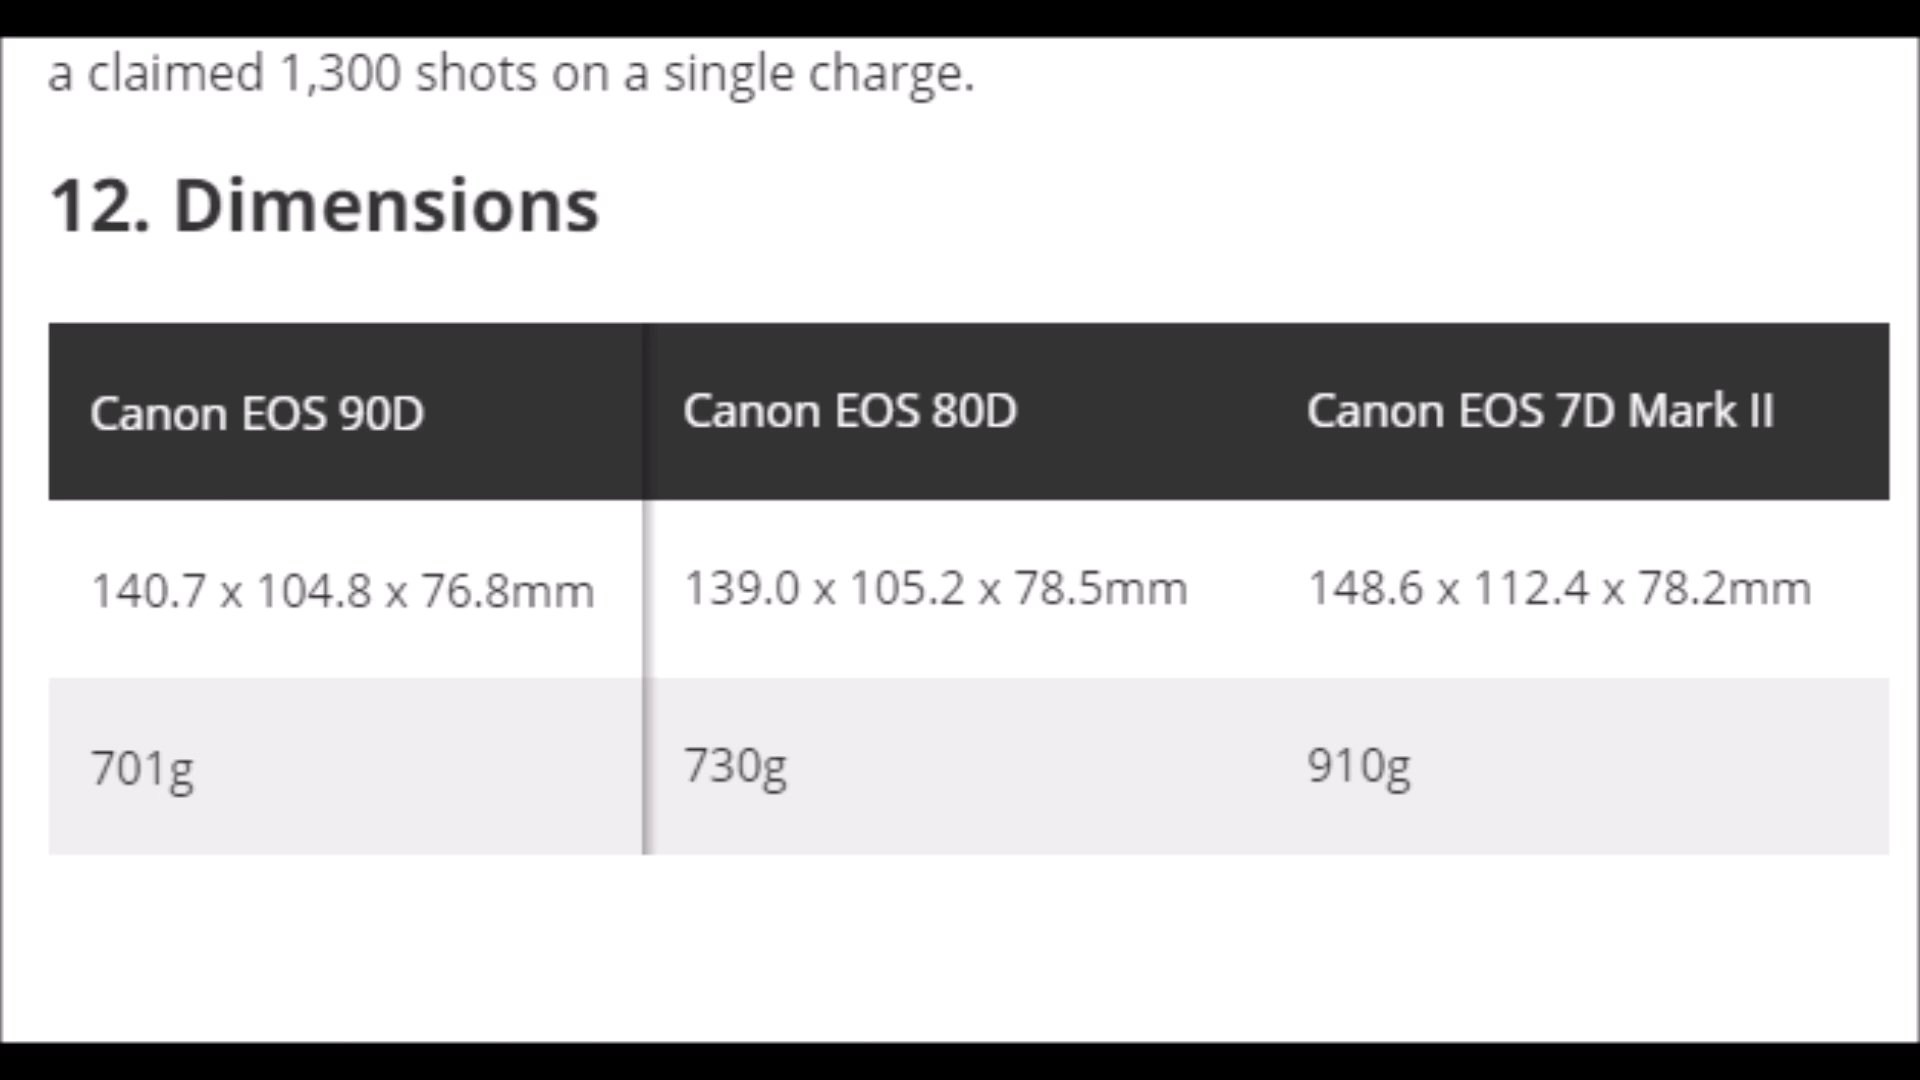 a claimed 1,300 shots on a single charge.
12. Dimensions
Canon EOS 90D Canon EOS 80D Canon EOS 7D Mark II
140.7 x 104.8 x 76.8mm 139.0 x 105.2 x 78.5mm 148.6 x 112.4 x 78.2mm
701g 730g 910g